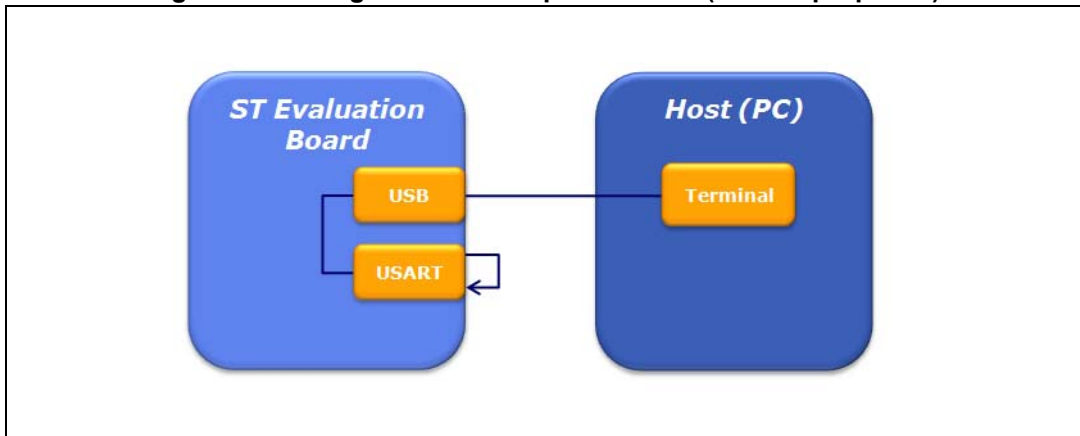 ST Evaluation
Board
Host (PC)
USB
Terminal
USART